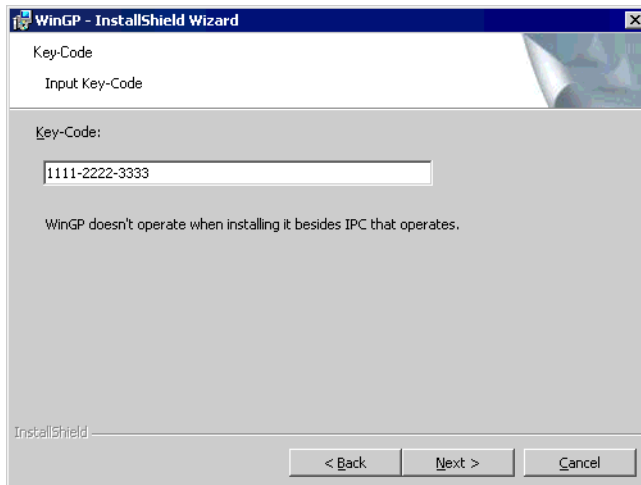 WinGP - InstallShield Wizard
Key-Code
Input Key-Code
Key-Code:
1111-2222-3333
WinGP doesn't operate when installing it besides IPC that operates.
InstallShield
< Back Next > Cancel